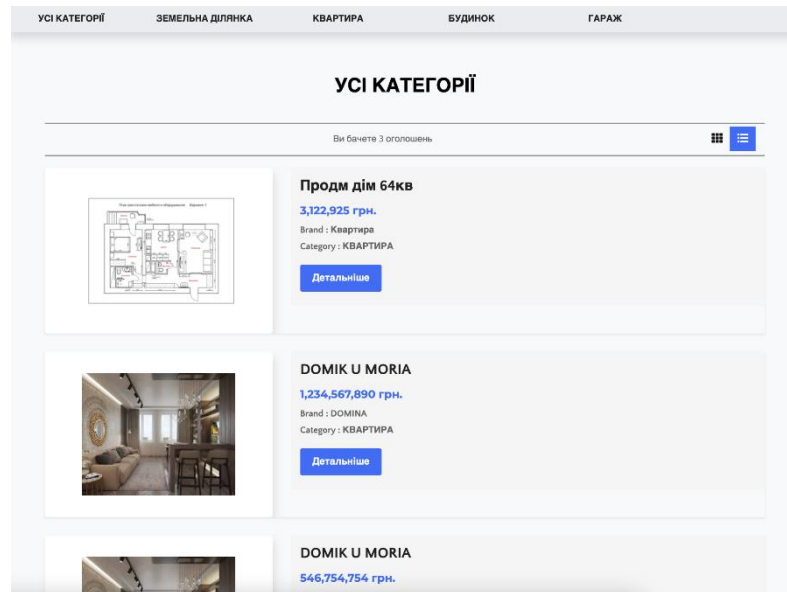 УСІ КАТЕГОРІЇ ЗЕМЕЛЬНА ДІЛЯНКА КВАРТИРА БУДИНОК ГАРАЖ
УСІ КАТЕГОРІЇ
Ви бачете 3 оголошень
Продм дім 64кв
3,122,925 грн.
Brand : Квартира
Category : КВАРТИРА
Детальніше
DOMIK U MORIA
1,234,567,890 грн.
Brand : DOMINA
Category : КВАРТИРА
Детальніше
DOMIK U MORIA
546,754,754 грн.